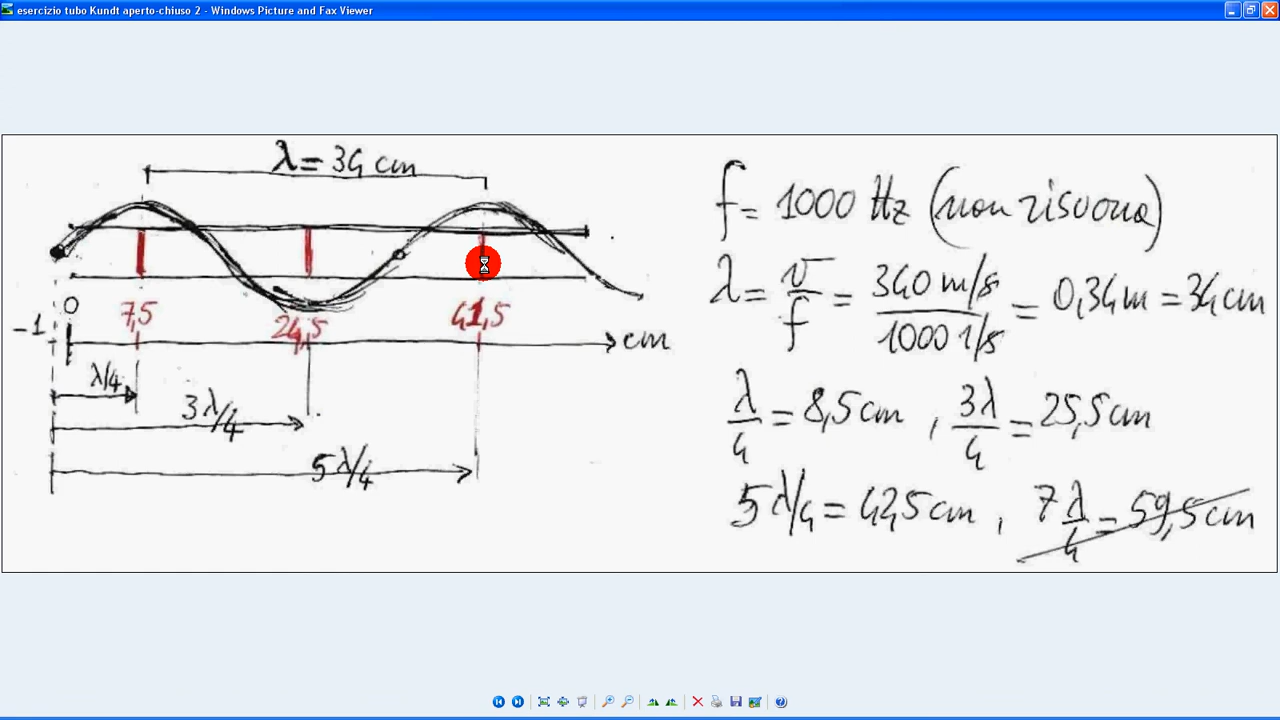 esercizio tubo Kundt aperto-chiuso 2 - Windows Picture and Fax Viewer
λ = 34 cm
0
-1
7,5
24,5
41,5
cm
λ/4
3λ/4
5λ/4
f = 1000 Hz (non risuona)
λ = v/f = 340 m/s / 1000 1/s = 0,34 m = 34 cm
λ/4 = 8,5 cm , 3λ/4 = 25,5 cm
5λ/4 = 42,5 cm , 7λ/4 = 59,5 cm